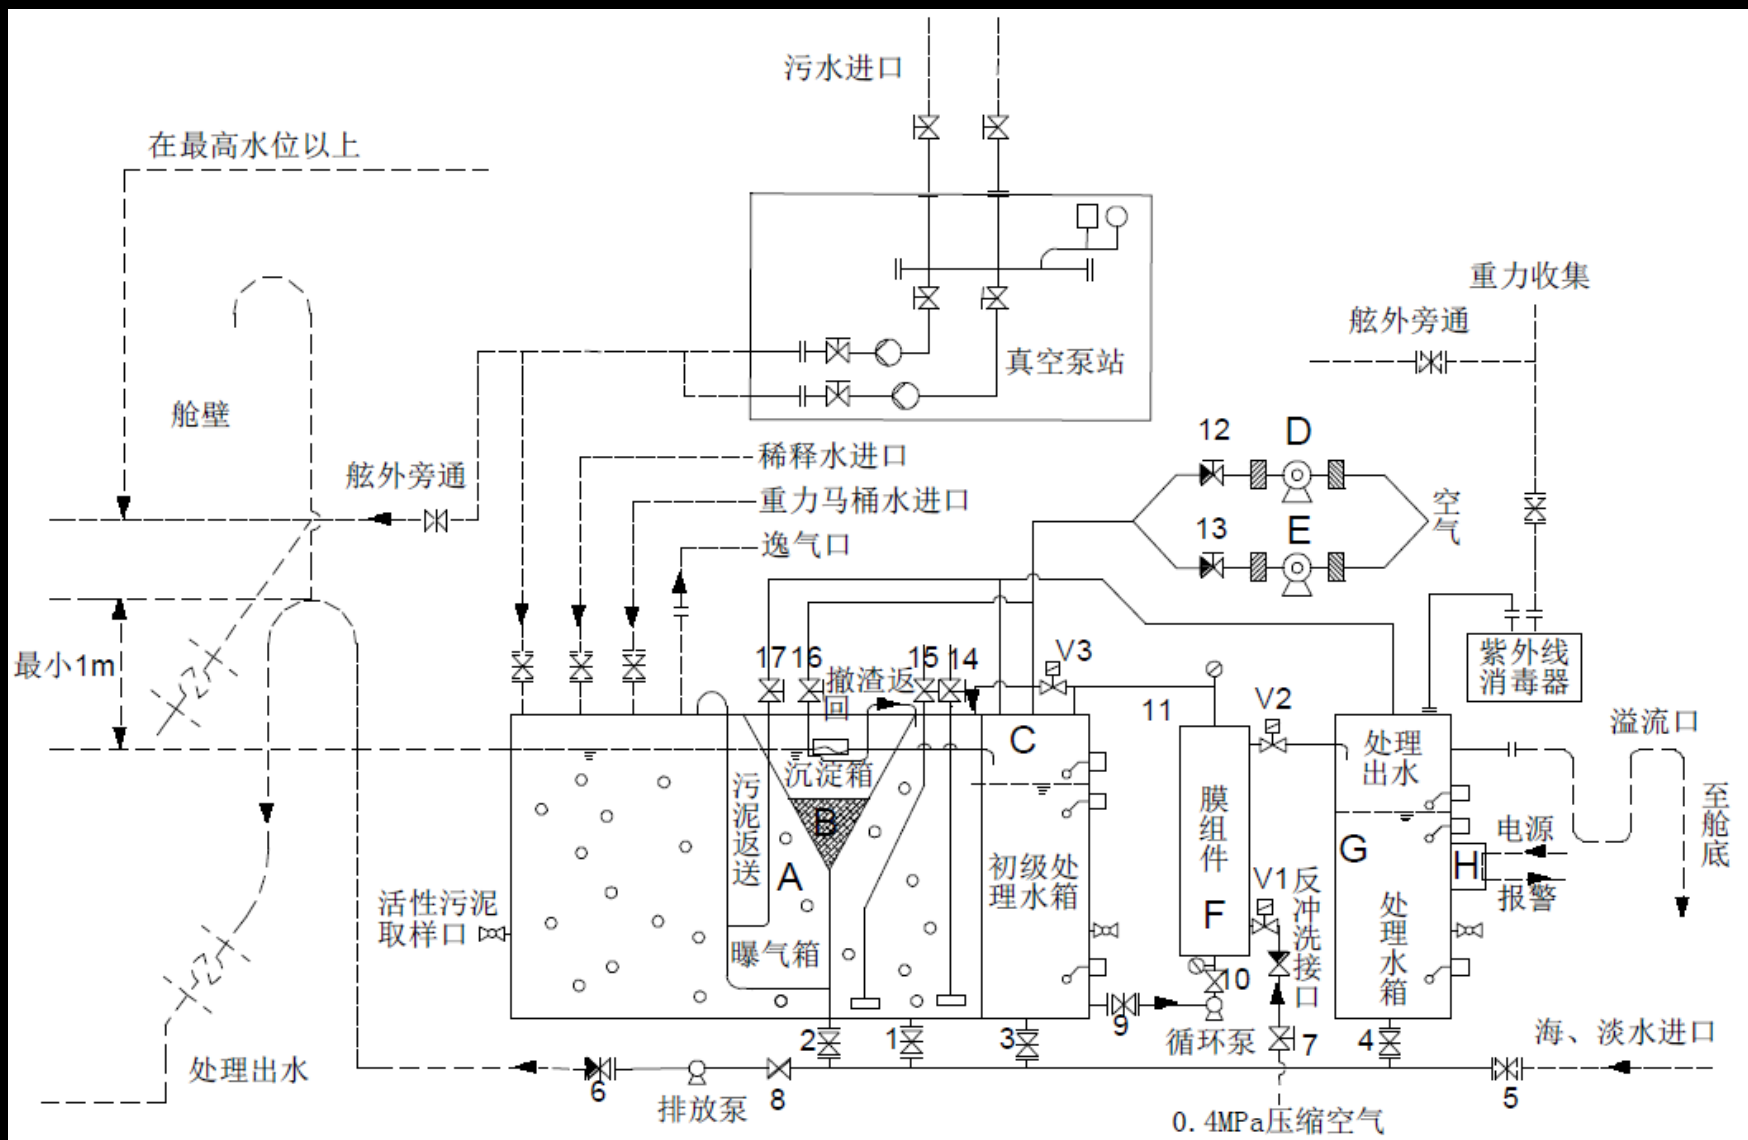 污水进口
在最高水位以上
重力收集
舷外旁通
真空泵站
舱壁
舷外旁通
稀释水进口
重力马桶水进口
逸气口
12
D
13
E
空
气
最小1m
17
16
撇渣返
回
15
14
V3
11
V2
紫外线
消毒器
溢流口
C
处理
出水
沉淀箱
B
污
泥
返
送
A
膜
组
件
F
初级处
理水箱
G
电源
H
报警
至
舱
底
V1
反
冲
洗
接
口
处
理
水
箱
活性污泥
取样口
曝气箱
10
9
循环泵
7
2
1
3
4
海、淡水进口
处理出水
6
排放泵
8
5
0.4MPa压缩空气